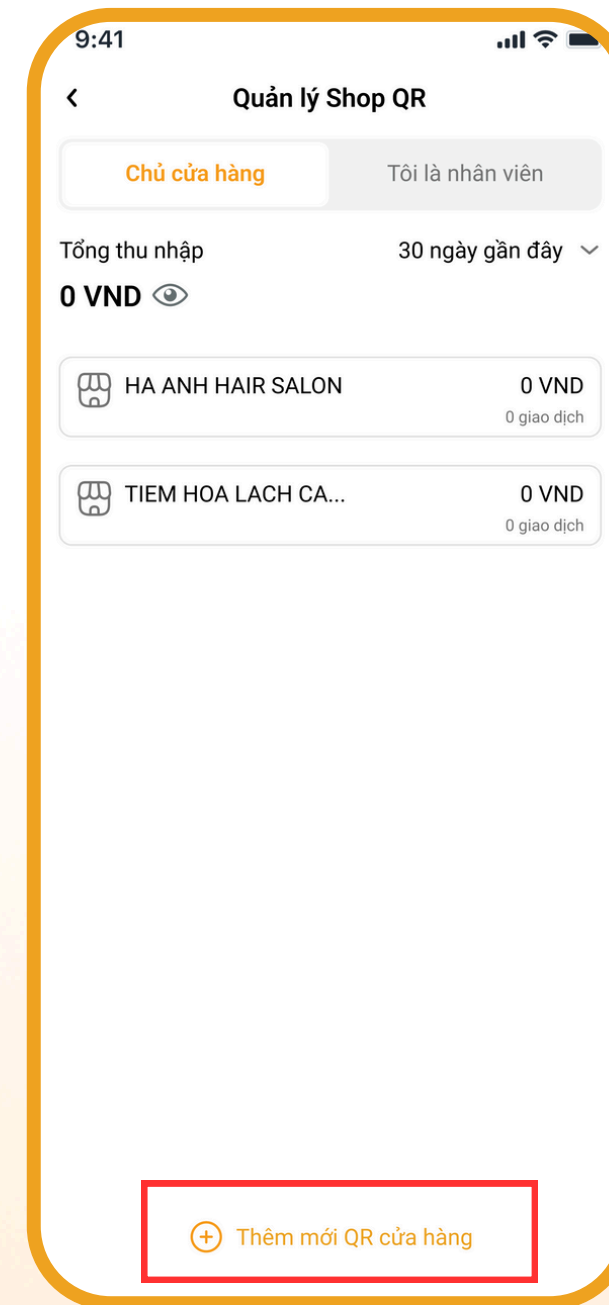 9:41
Quản lý Shop QR
Chủ cửa hàng
Tôi là nhân viên
Tổng thu nhập
30 ngày gần đây
0 VND
HA ANH HAIR SALON
0 VND
0 giao dịch
TIEM HOA LACH CA...
0 VND
0 giao dịch
Thêm mới QR cửa hàng